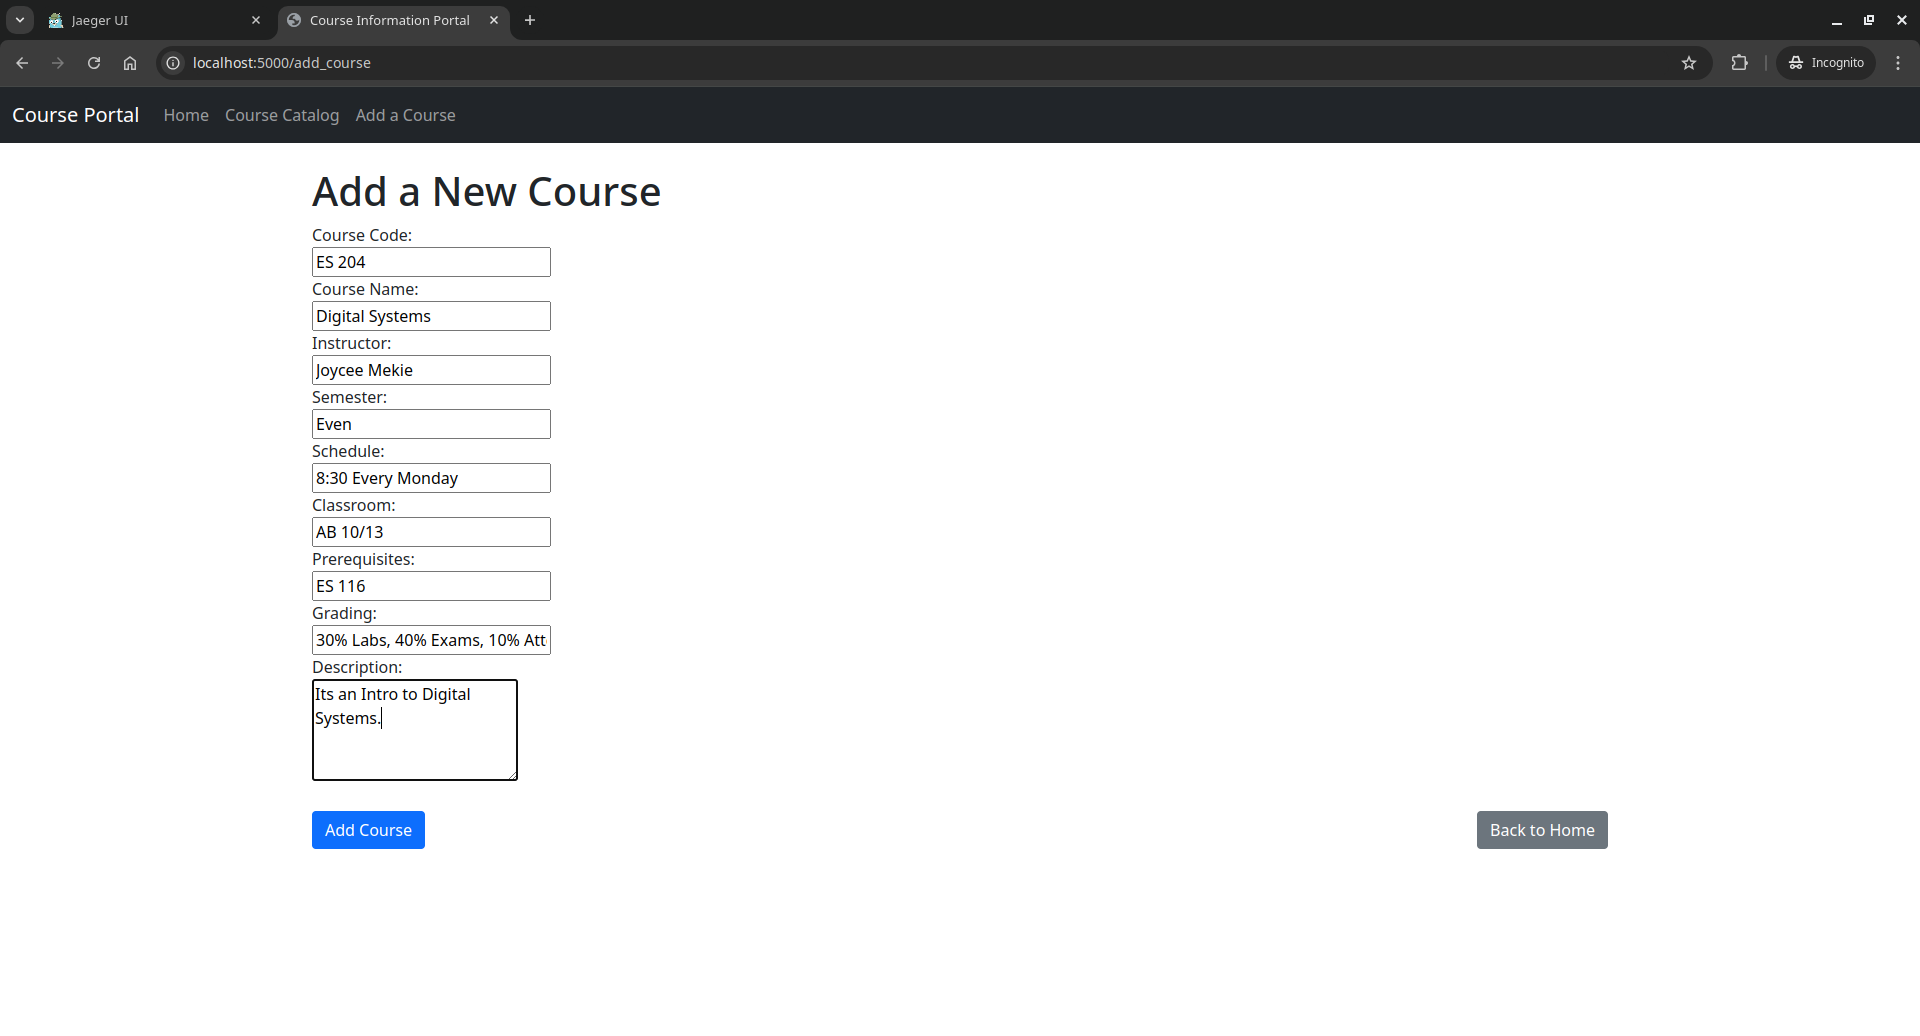 Jaeger UI
Course Information Portal
localhost:5000/add_course
Incognito
Course Portal
Home
Course Catalog
Add a Course
Add a New Course
Course Code:
ES 204
Course Name:
Digital Systems
Instructor:
Joycee Mekie
Semester:
Even
Schedule:
8:30 Every Monday
Classroom:
AB 10/13
Prerequisites:
ES 116
Grading:
30% Labs, 40% Exams, 10% Att
Description:
Its an Intro to Digital
Systems.
Add Course
Back to Home